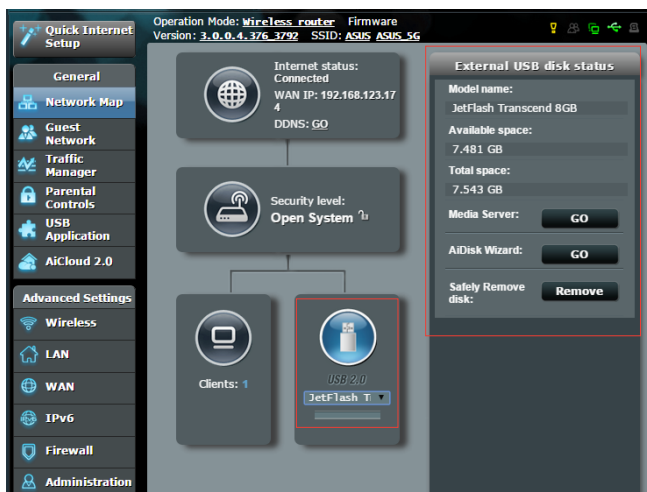 Quick Internet
Setup
General
Network Map
Guest
Network
Traffic
Manager
Parental
Controls
USB
Application
AiCloud 2.0
Advanced Settings
Wireless
LAN
WAN
IPv6
Firewall
Administration
Operation Mode: Wireless router Firmware
Version: 3.0.0.4.376_3792 SSID: ASUS ASUS_5G
Internet status:
Connected
WAN IP: 192.168.123.17
4
DDNS: GO
Security level:
Open System
Clients: 1
USB 2.0
JetFlash T
External USB disk status
Model name:
JetFlash Transcend 8GB
Available space:
7.481 GB
Total space:
7.543 GB
Media Server: GO
AiDisk Wizard: GO
Safely Remove
disk: Remove